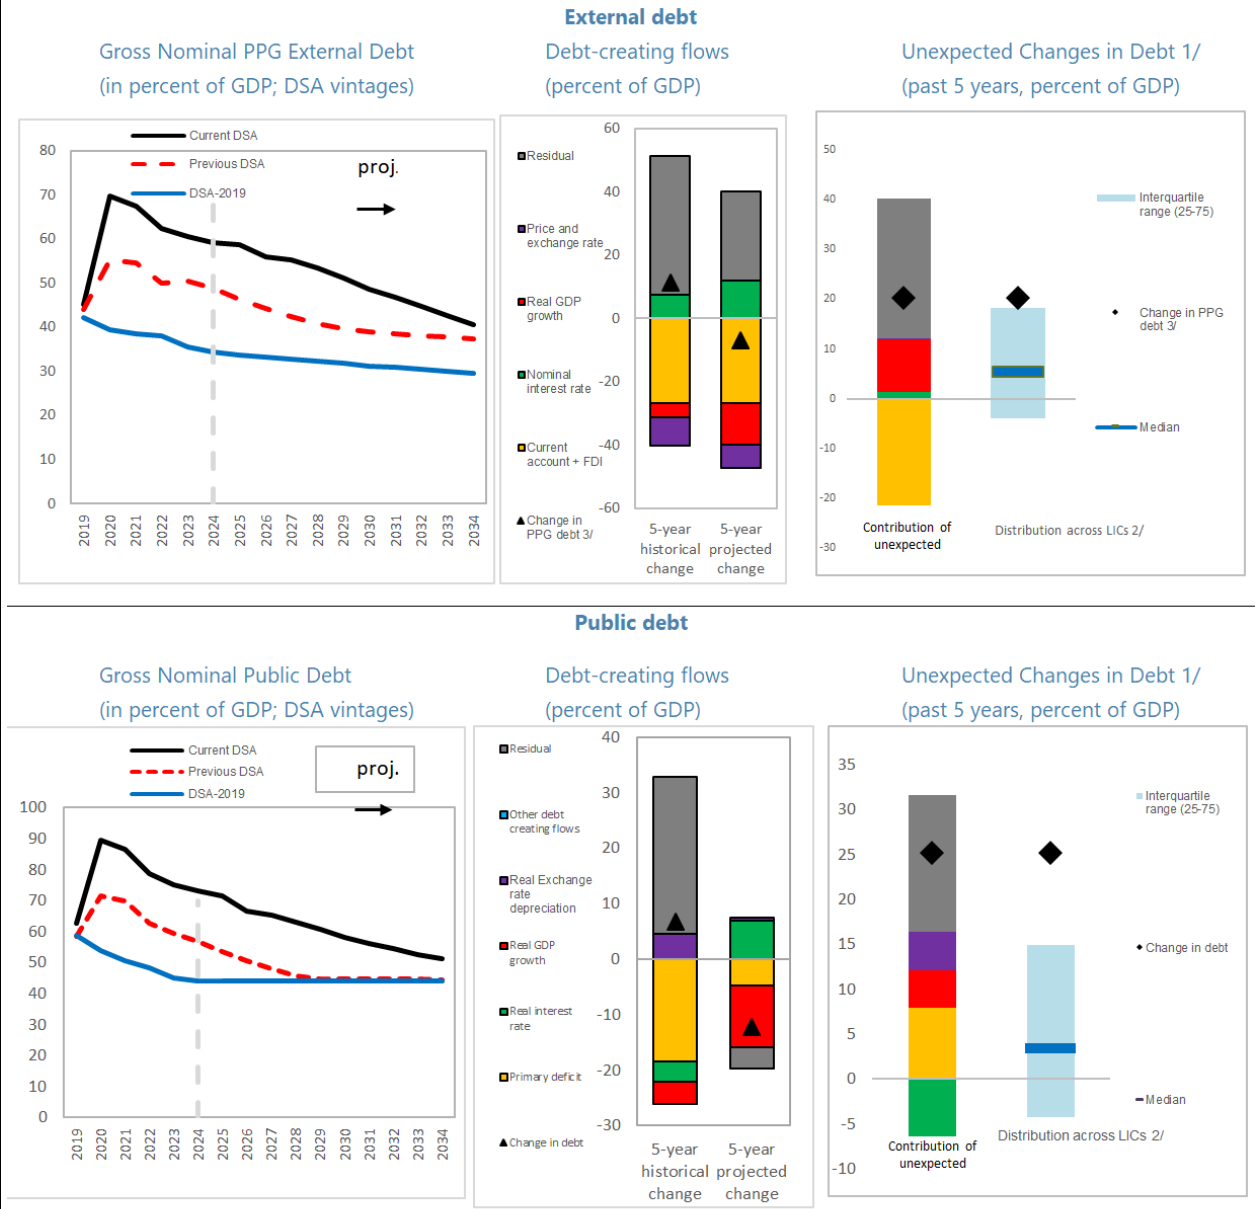 External debt
Gross Nominal PPG External Debt
(in percent of GDP; DSA vintages)
Debt-creating flows
(percent of GDP)
Unexpected Changes in Debt 1/
(past 5 years, percent of GDP)
Current DSA
Previous DSA
DSA-2019
proj.
80
70
60
50
40
30
20
10
0
2019
2020
2021
2022
2023
2024
2025
2026
2027
2028
2029
2030
2031
2032
2033
2034
Residual
Price and
exchange rate
Real GDP
growth
Nominal
interest rate
Current
account + FDI
Change in
PPG debt 3/
60
40
20
0
-20
-40
-60
5-year
historical
change
5-year
projected
change
50
40
30
20
10
0
-10
-20
-30
Interquartile
range (25-75)
Change in PPG
debt 3/
Median
Contribution of
unexpected
Distribution across LICs 2/
Public debt
Gross Nominal Public Debt
(in percent of GDP; DSA vintages)
Debt-creating flows
(percent of GDP)
Unexpected Changes in Debt 1/
(past 5 years, percent of GDP)
Current DSA
Previous DSA
DSA-2019
proj.
100
90
80
70
60
50
40
30
20
10
0
2019
2020
2021
2022
2023
2024
2025
2026
2027
2028
2029
2030
2031
2032
2033
2034
Residual
Other debt
creating flows
Real Exchange
rate
depreciation
Real GDP
growth
Real interest
rate
Primary deficit
Change in debt
40
30
20
10
0
-10
-20
-30
5-year
historical
change
5-year
projected
change
35
30
25
20
15
10
5
0
-5
-10
Interquartile
range (25-75)
Change in debt
Median
Contribution of
unexpected
Distribution across LICs 2/